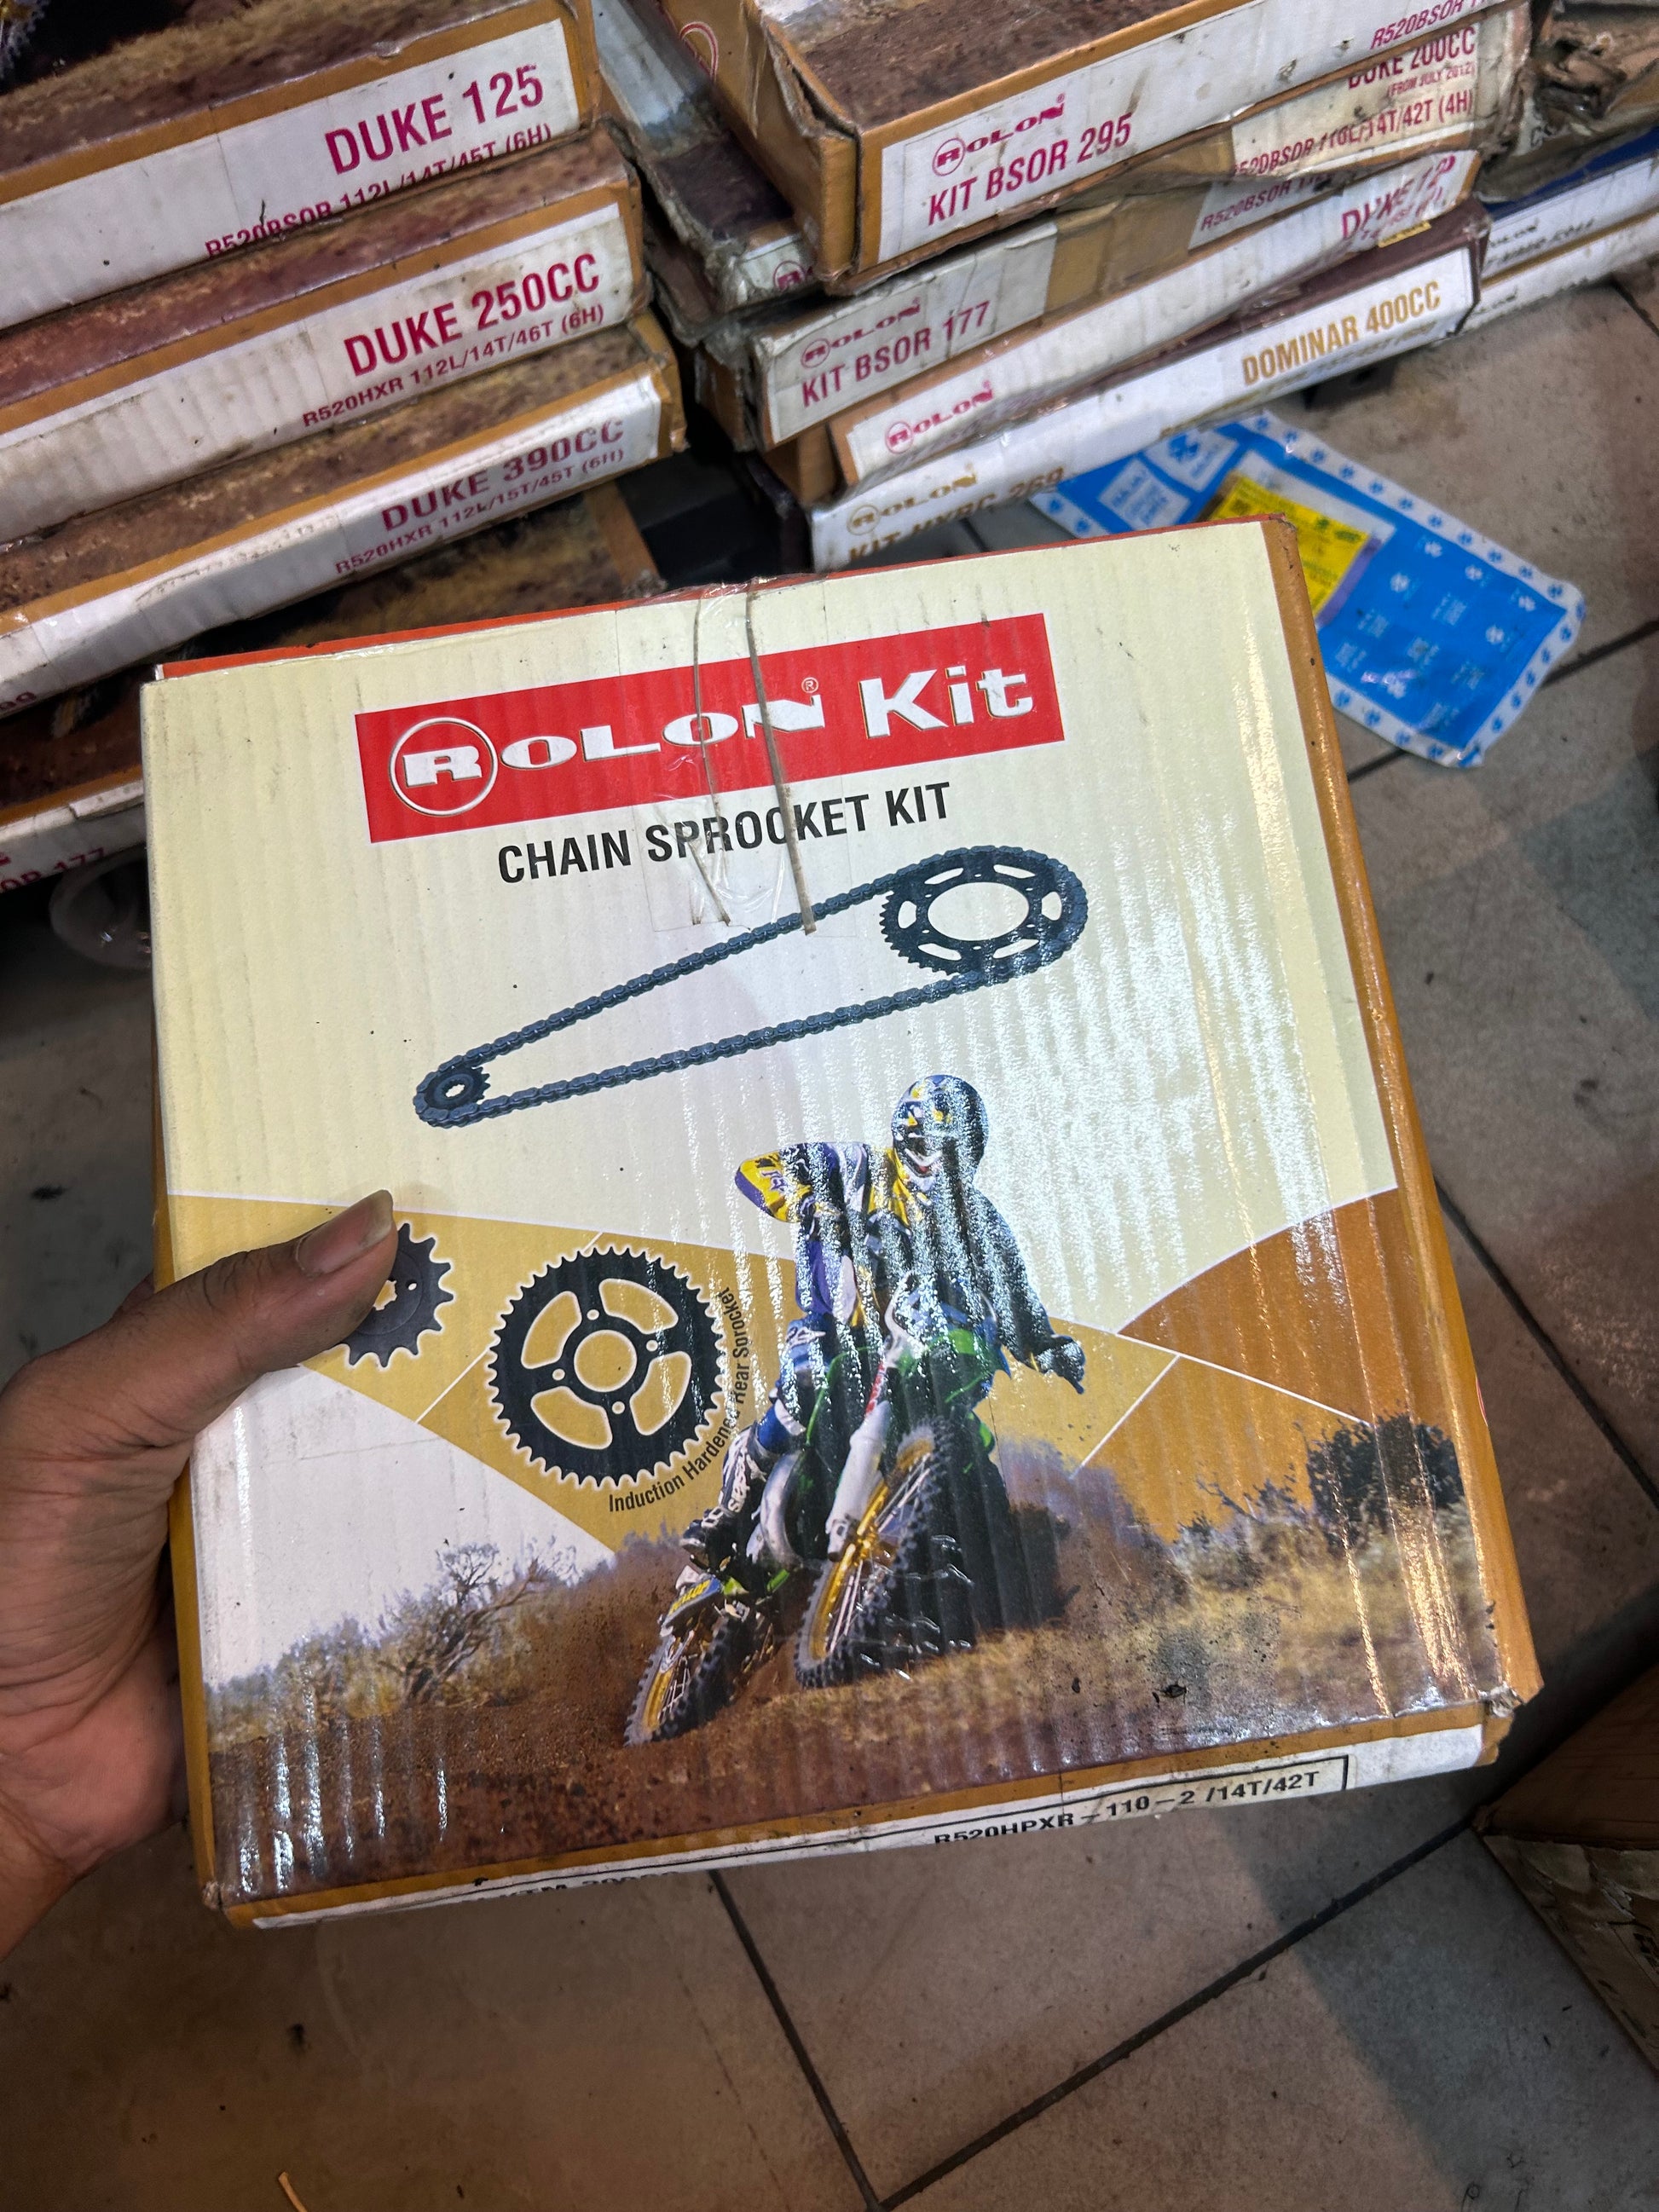 DUKE 125
R520BSOR 112L/14T/45T (6H)
DUKE 250CC
R520HXR 112L/14T/46T (6H)
DUKE 390CC
R520HXR 112L/15T/45T (6H)
ROLON
KIT BSOR 295
DUKE 200CC
(FROM JULY 2012)
R520BSOR 110L/14T/42T (4H)
ROLON
KIT BSOR 177
ROLON
DOMINAR 400CC
ROLON
ROLON® Kit
CHAIN SPROCKET KIT
Induction Hardened Rear Sprocket
R520HPXR - 110 - 2 /14T/42T
KTM